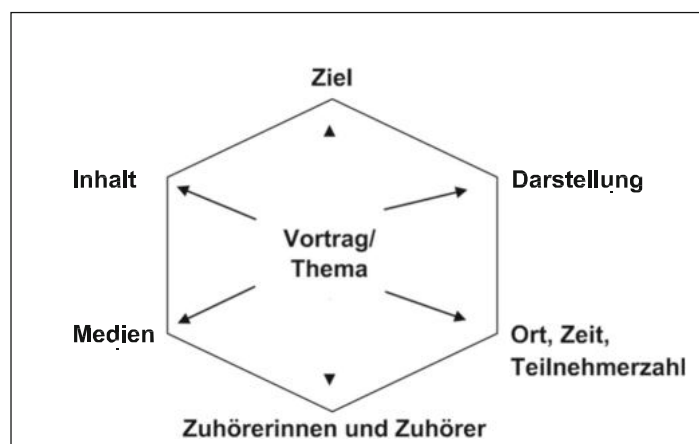 Ziel
Inhalt
Darstellung
Vortrag/
Thema
Medien
Ort, Zeit,
Teilnehmerzahl
Zuhörerinnen und Zuhörer